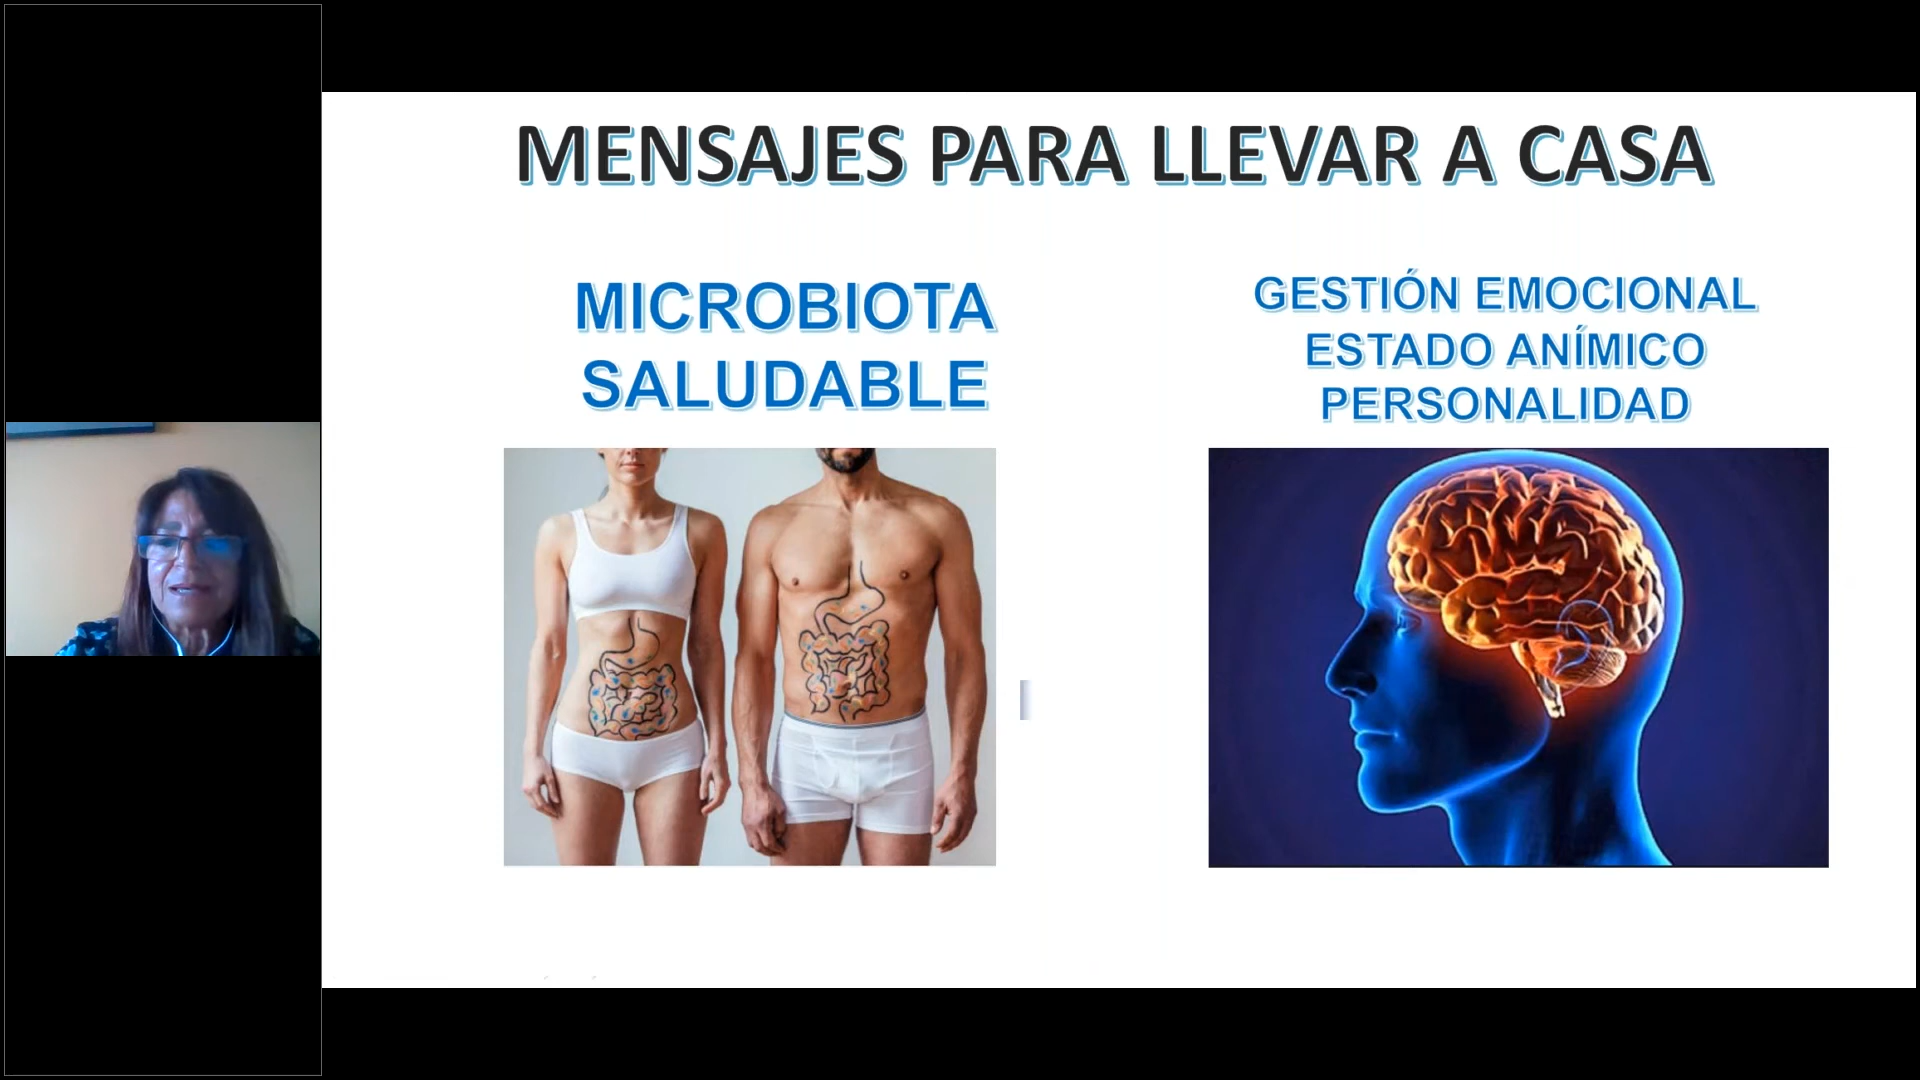 MENSAJES PARA LLEVAR A CASA
MICROBIOTA
SALUDABLE
GESTIÓN EMOCIONAL
ESTADO ANÍMICO
PERSONALIDAD